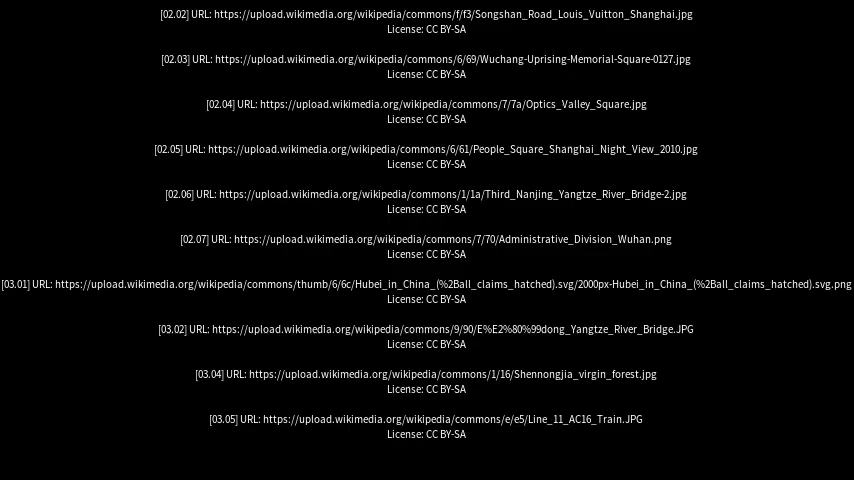 [02.02] URL: https://upload.wikimedia.org/wikipedia/commons/f/f3/Songshan_Road_Louis_Vuitton_Shanghai.jpg
License: CC BY-SA
[02.03] URL: https://upload.wikimedia.org/wikipedia/commons/6/69/Wuchang-Uprising-Memorial-Square-0127.jpg
License: CC BY-SA
[02.04] URL: https://upload.wikimedia.org/wikipedia/commons/7/7a/Optics_Valley_Square.jpg
License: CC BY-SA
[02.05] URL: https://upload.wikimedia.org/wikipedia/commons/6/61/People_Square_Shanghai_Night_View_2010.jpg
License: CC BY-SA
[02.06] URL: https://upload.wikimedia.org/wikipedia/commons/1/1a/Third_Nanjing_Yangtze_River_Bridge-2.jpg
License: CC BY-SA
[02.07] URL: https://upload.wikimedia.org/wikipedia/commons/7/70/Administrative_Division_Wuhan.png
License: CC BY-SA
[03.01] URL: https://upload.wikimedia.org/wikipedia/commons/thumb/6/6c/Hubei_in_China_(%2Ball_claims_hatched).svg/2000px-Hubei_in_China_(%2Ball_claims_hatched).svg.png
License: CC BY-SA
[03.02] URL: https://upload.wikimedia.org/wikipedia/commons/9/90/E%E2%80%99dong_Yangtze_River_Bridge.JPG
License: CC BY-SA
[03.04] URL: https://upload.wikimedia.org/wikipedia/commons/1/16/Shennongjia_virgin_forest.jpg
License: CC BY-SA
[03.05] URL: https://upload.wikimedia.org/wikipedia/commons/e/e5/Line_11_AC16_Train.JPG
License: CC BY-SA